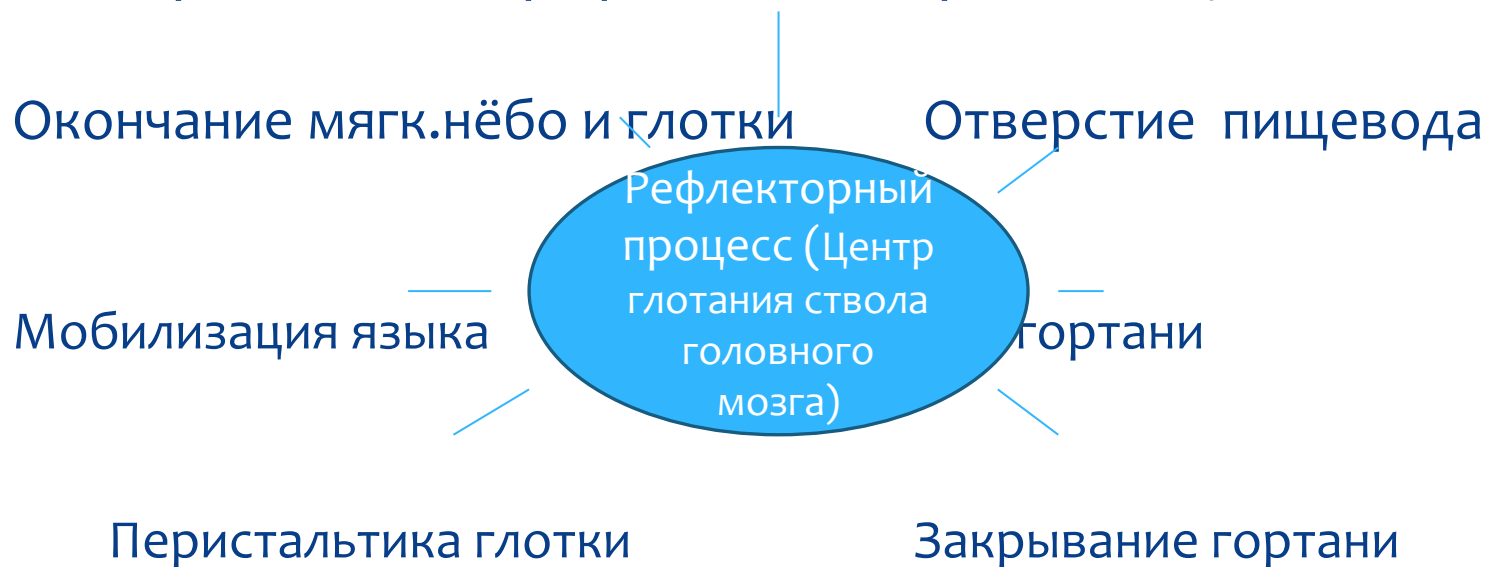 Окончание мягк.нёбо и глотки Отверстие пищевода
Рефлекторный
процесс (Центр
глотания ствола
Мобилизация языка гортани
головного
мозга)
Перистальтика глотки Закрывание гортани